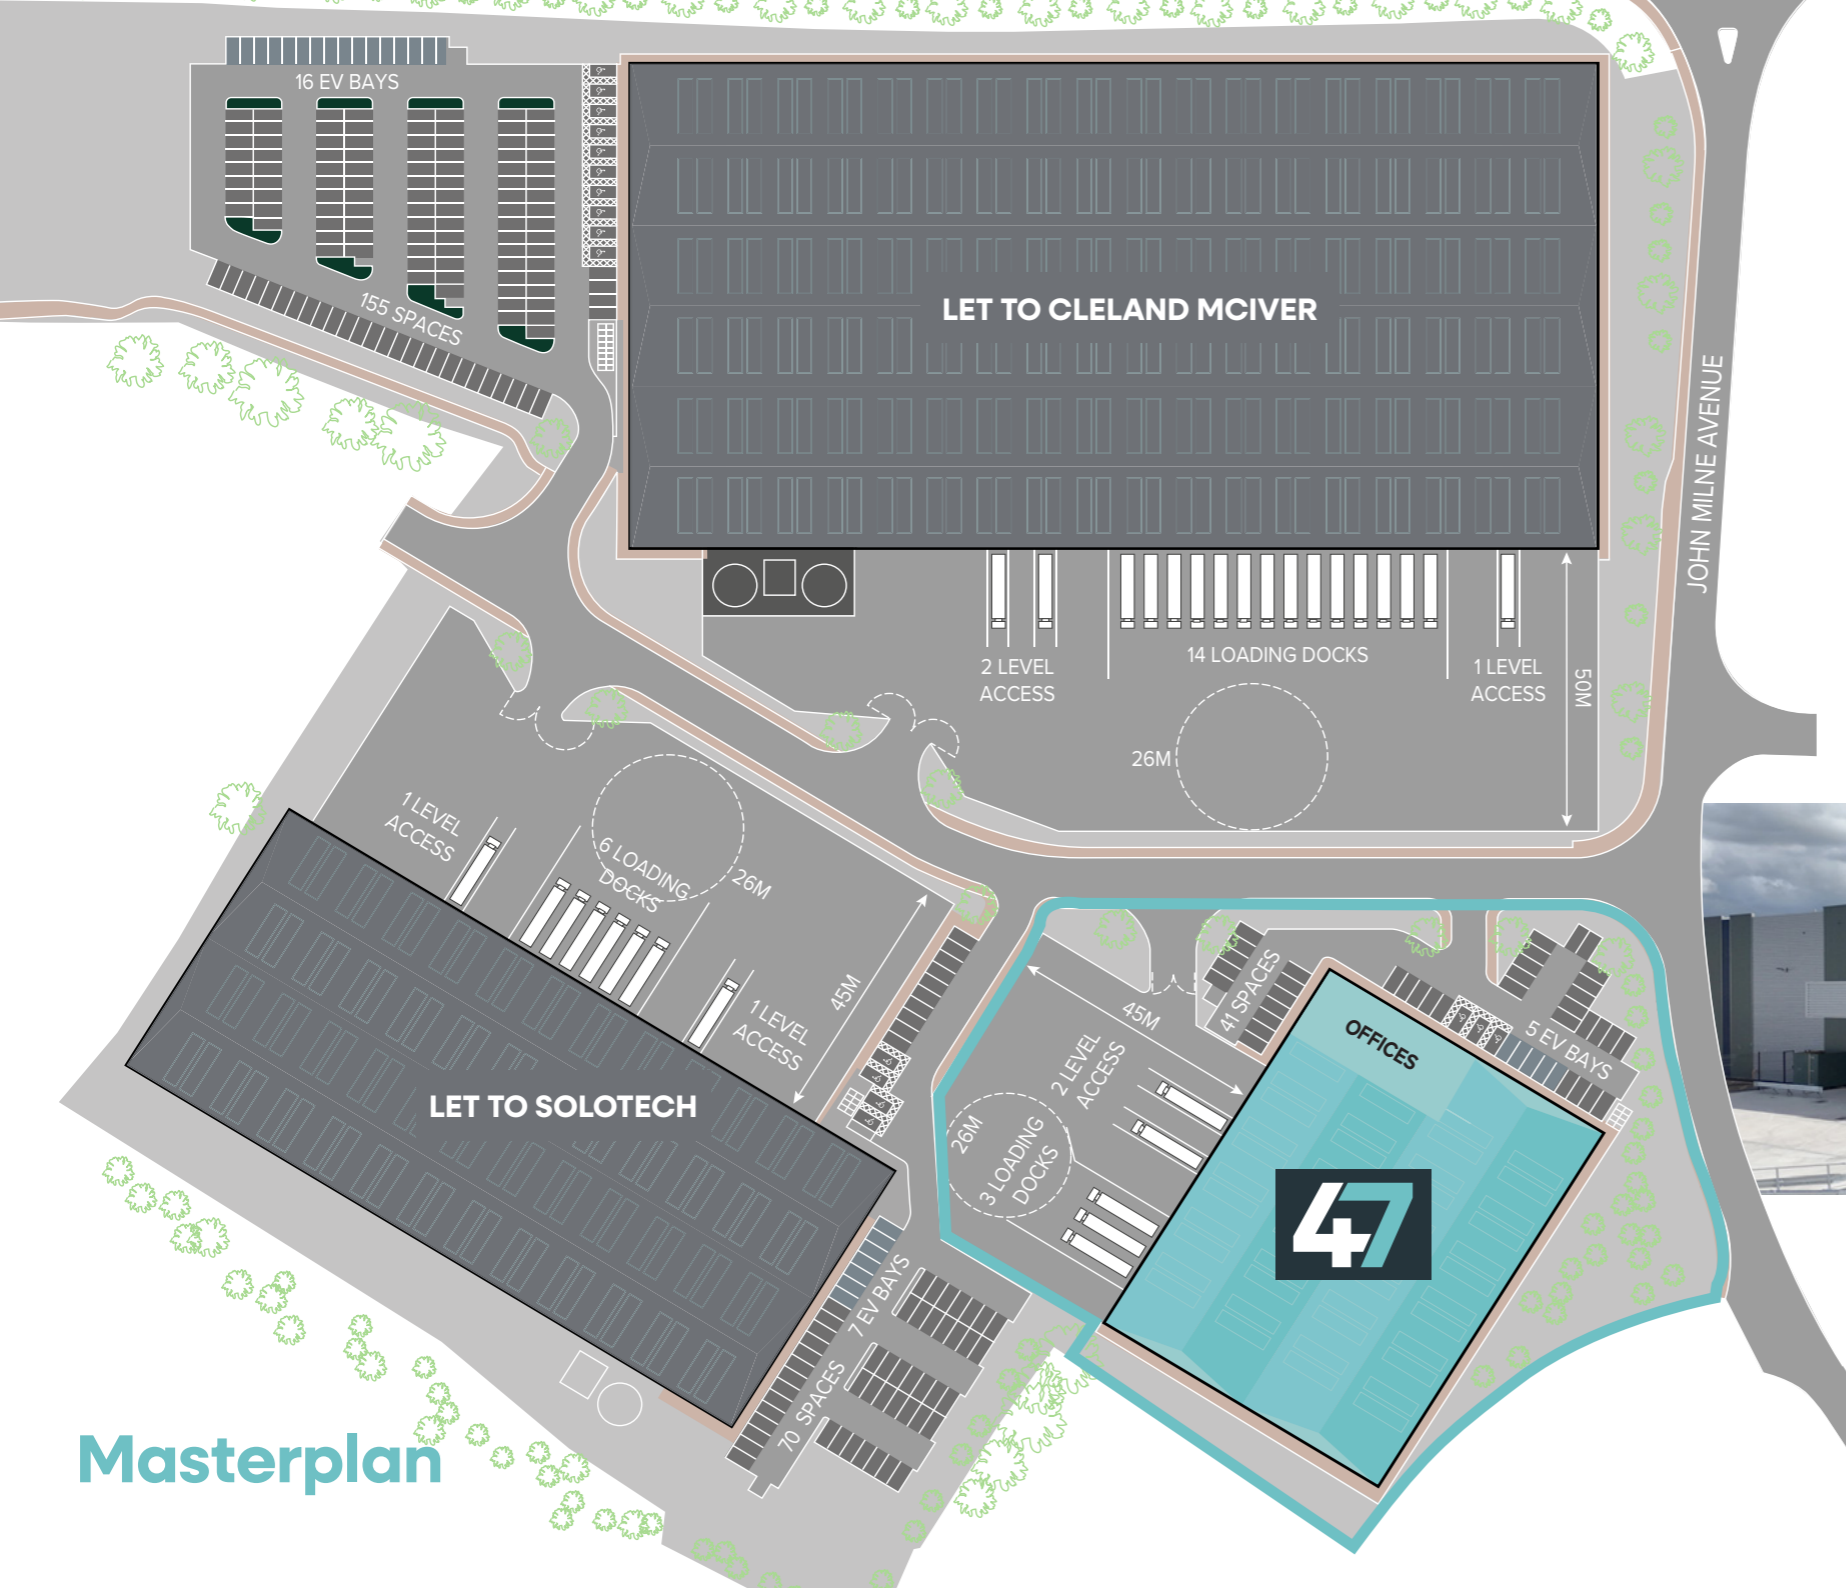 16 EV BAYS
155 SPACES
LET TO CLELAND MCIVER
JOHN MILNE AVENUE
2 LEVEL
ACCESS
14 LOADING DOCKS
1 LEVEL
ACCESS
50M
26M
1 LEVEL
ACCESS
6 LOADING
DOCKS
26M
45M
1 LEVEL
ACCESS
LET TO SOLOTECH
7 EV BAYS
70 SPACES
41 SPACES
45M
2 LEVEL
ACCESS
26M
3 LOADING
DOCKS
OFFICES
5 EV BAYS
47
Masterplan